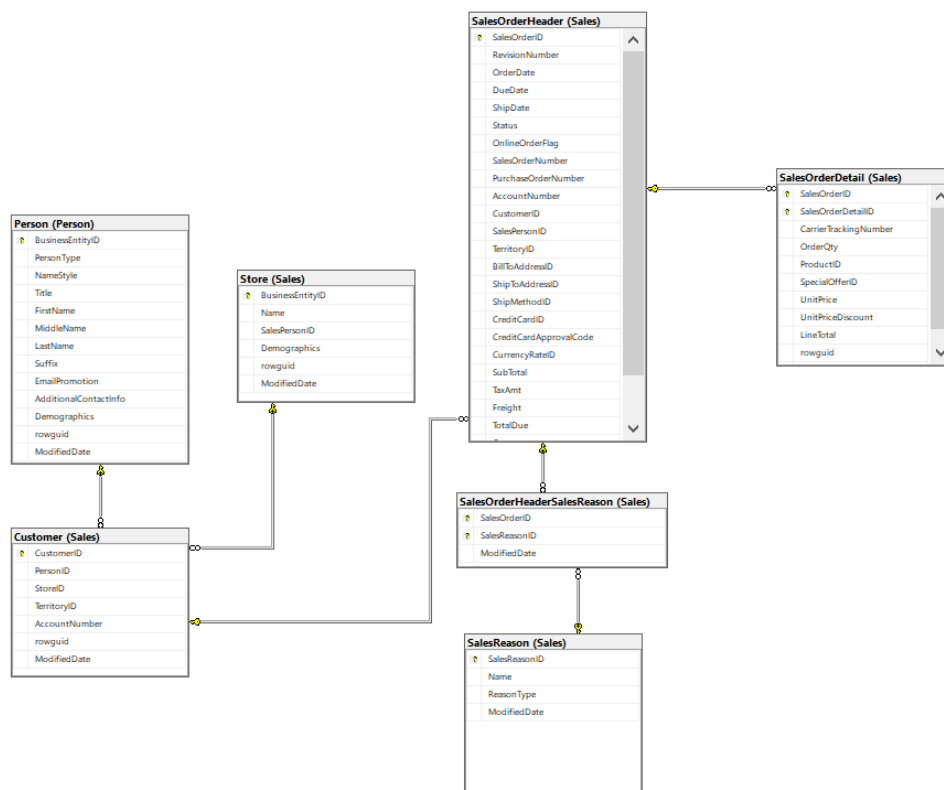 SalesOrderHeader (Sales)
SalesOrderID
RevisionNumber
OrderDate
DueDate
ShipDate
Status
OnlineOrderFlag
SalesOrderNumber
PurchaseOrderNumber
AccountNumber
CustomerID
SalesPersonID
TerritoryID
BillToAddressID
ShipToAddressID
ShipMethodID
CreditCardID
CreditCardApprovalCode
CurrencyRateID
SubTotal
TaxAmt
Freight
TotalDue
SalesOrderDetail (Sales)
SalesOrderID
SalesOrderDetailID
CarrierTrackingNumber
OrderQty
ProductID
SpecialOfferID
UnitPrice
UnitPriceDiscount
LineTotal
rowguid
Person (Person)
BusinessEntityID
PersonType
NameStyle
Title
FirstName
MiddleName
LastName
Suffix
EmailPromotion
AdditionalContactInfo
Demographics
rowguid
ModifiedDate
Store (Sales)
BusinessEntityID
Name
SalesPersonID
Demographics
rowguid
ModifiedDate
Customer (Sales)
CustomerID
PersonID
StoreID
TerritoryID
AccountNumber
rowguid
ModifiedDate
SalesOrderHeaderSalesReason (Sales)
SalesOrderID
SalesReasonID
ModifiedDate
SalesReason (Sales)
SalesReasonID
Name
ReasonType
ModifiedDate